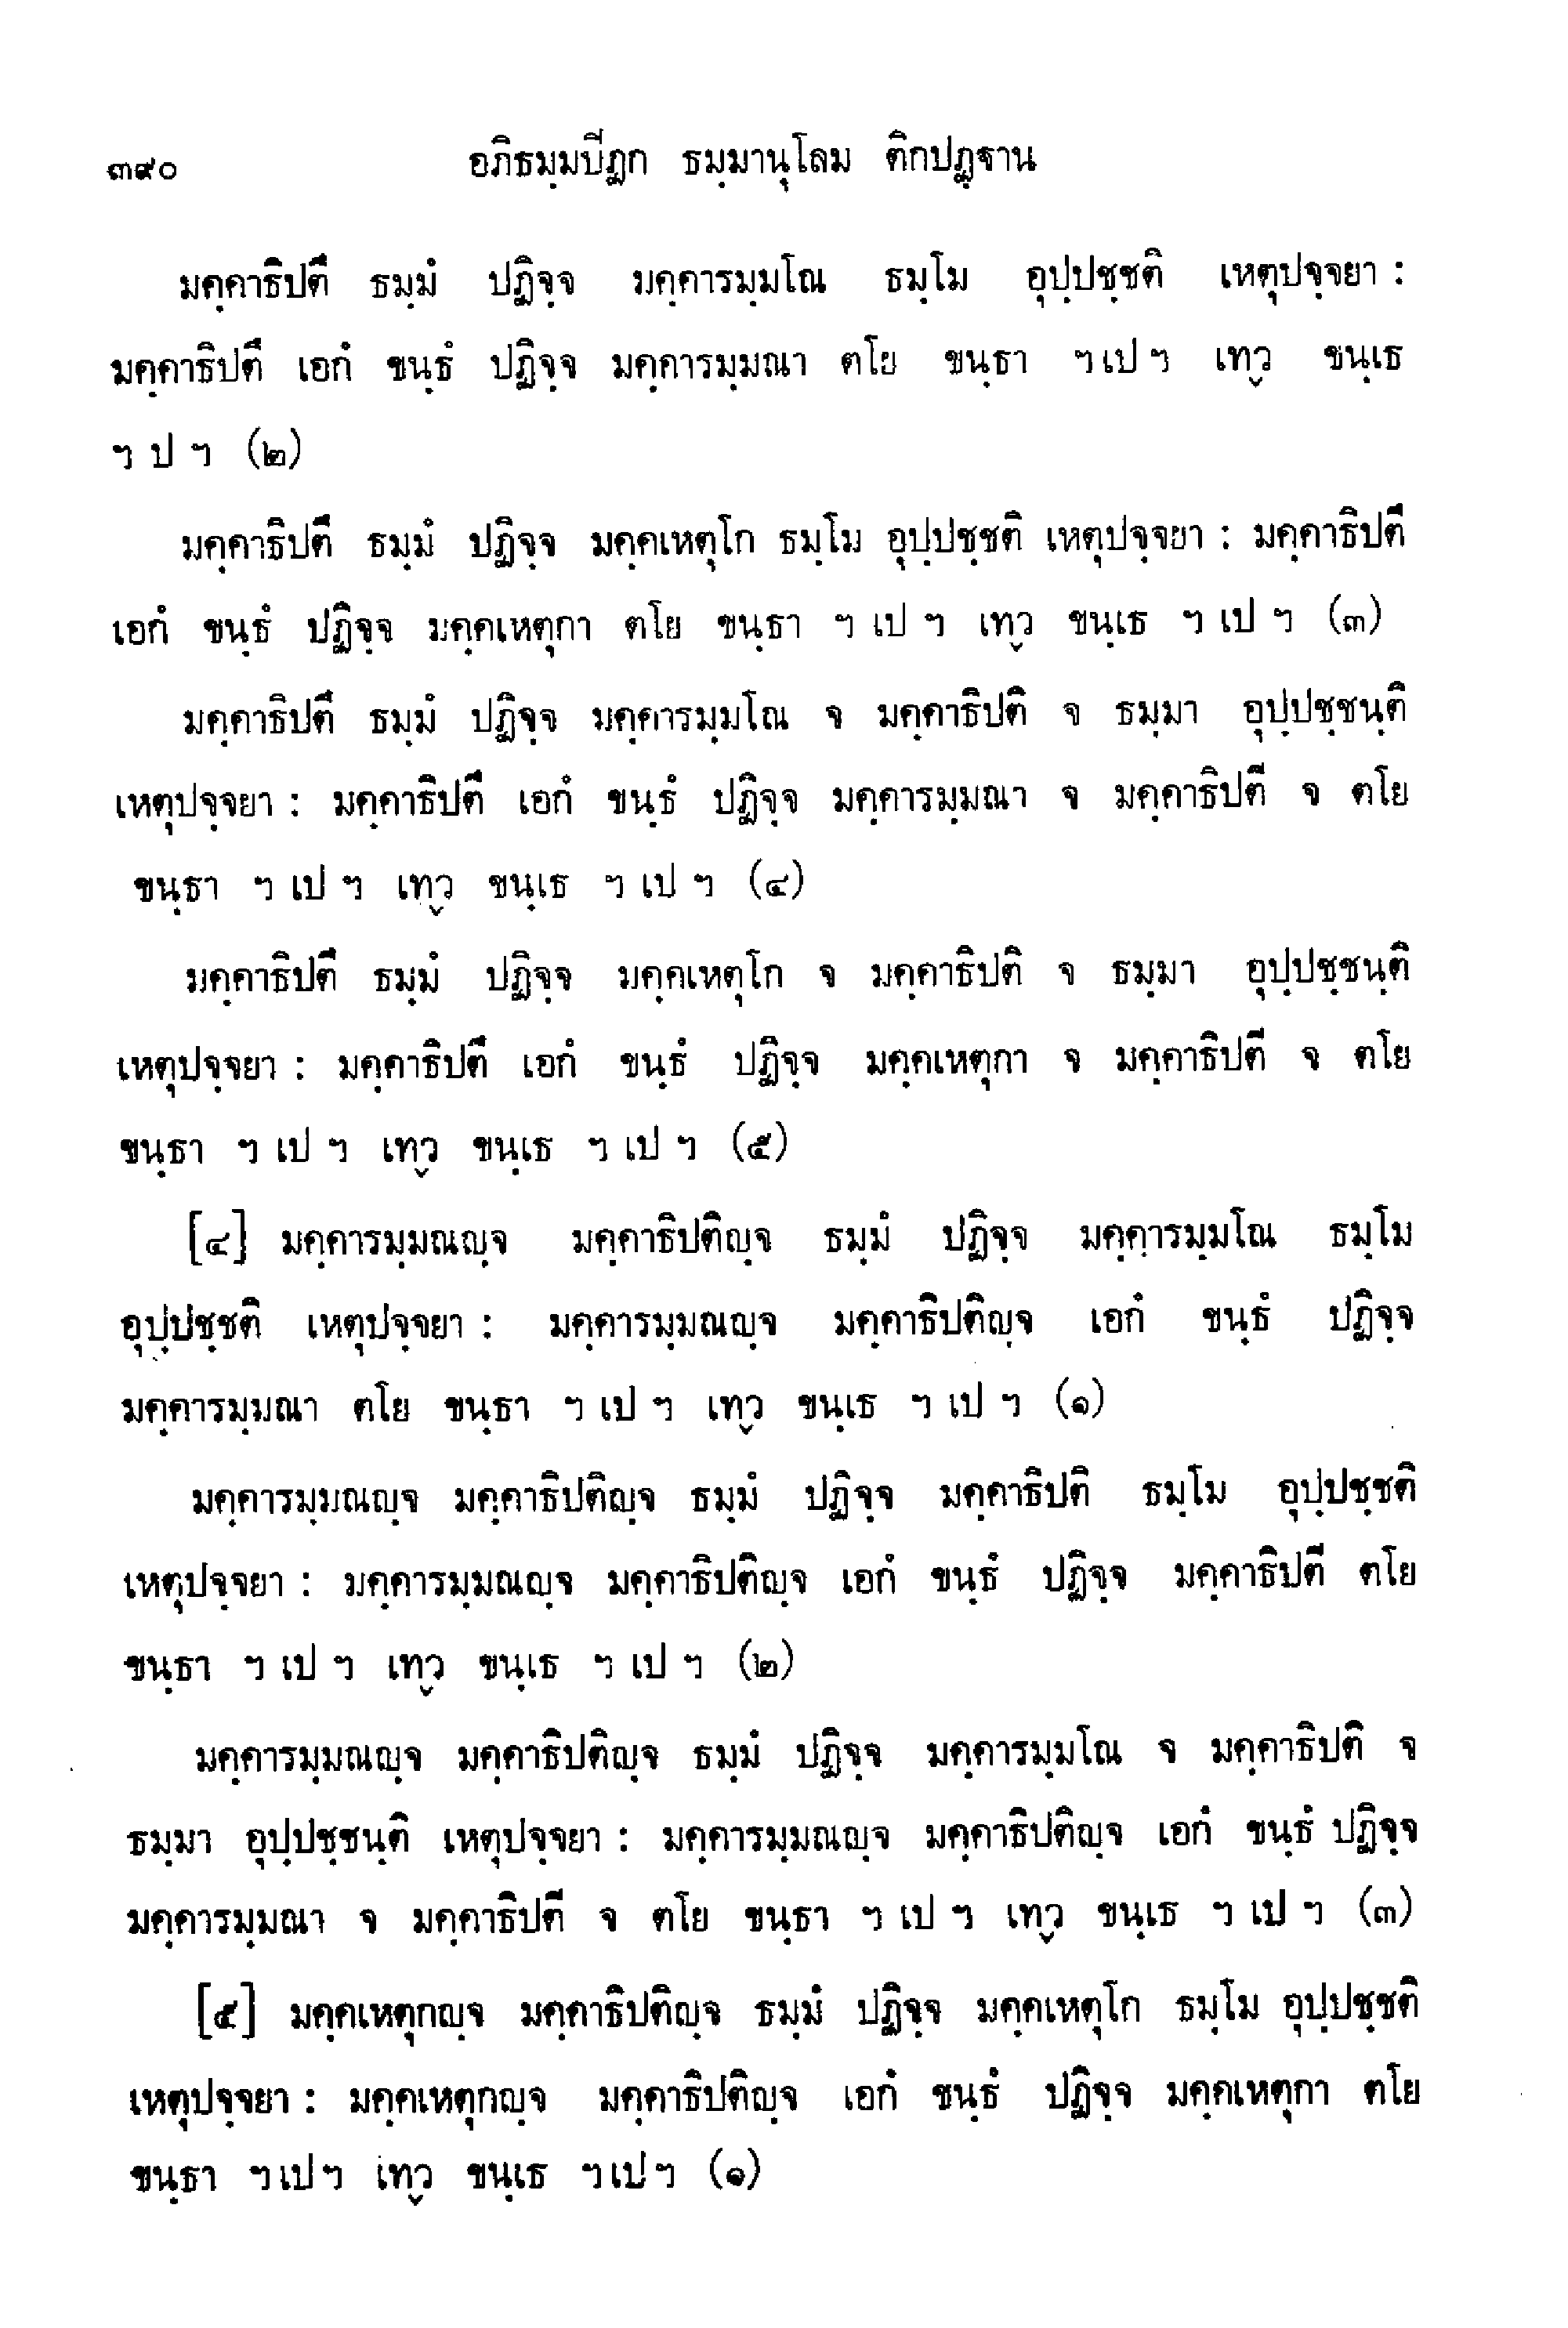 ๓๙๐ อภิธมฺมปีฏก ธมฺมานุโลม ติกปฏฺฐาน
มคฺคาธิปตึ ธมฺมํ ปฏิจฺจ มคฺคารมฺมโณ ธมฺโม อุปฺปชฺชติ เหตุปจฺจยา :
มคฺคาธิปตึ เอกํ ขนฺธํ ปฏิจฺจ มคฺคารมฺมณา ตโย ขนฺธา ฯ เป ฯ เทฺว ขนฺเธ
ฯ ป ฯ (๒)
มคฺคาธิปตึ ธมฺมํ ปฏิจฺจ มคฺคเหตุโก ธมฺโม อุปฺปชฺชติ เหตุปจฺจยา : มคฺคาธิปตึ
เอกํ ขนฺธํ ปฏิจฺจ มคฺคเหตุกา ตโย ขนฺธา ฯ เป ฯ เทฺว ขนฺเธ ฯ เป ฯ (๓)
มคฺคาธิปตึ ธมฺมํ ปฏิจฺจ มคฺคารมฺมโณ จ มคฺคาธิปติ จ ธมฺมา อุปฺปชฺชนฺติ
เหตุปจฺจยา : มคฺคาธิปตึ เอกํ ขนฺธํ ปฏิจฺจ มคฺคารมฺมณา จ มคฺคาธิปตี จ ตโย
ขนฺธา ฯ เป ฯ เทฺว ขนฺเธ ฯ เป ฯ (๔)
มคฺคาธิปตึ ธมฺมํ ปฏิจฺจ มคฺคเหตุโก จ มคฺคาธิปติ จ ธมฺมา อุปฺปชฺชนฺติ
เหตุปจฺจยา : มคฺคาธิปตึ เอกํ ขนฺธํ ปฏิจฺจ มคฺคเหตุกา จ มคฺคาธิปตี จ ตโย
ขนฺธา ฯ เป ฯ เทฺว ขนฺเธ ฯ เป ฯ (๕)
[๔] มคฺคารมฺมณญฺจ มคฺคาธิปติญฺจ ธมฺมํ ปฏิจฺจ มคฺคารมฺมโณ ธมฺโม
อุปฺปชฺชติ เหตุปจฺจยา : มคฺคารมฺมณญฺจ มคฺคาธิปติญฺจ เอกํ ขนฺธํ ปฏิจฺจ
มคฺคารมฺมณา ตโย ขนฺธา ฯ เป ฯ เทฺว ขนฺเธ ฯ เป ฯ (๑)
มคฺคารมฺมณญฺจ มคฺคาธิปติญฺจ ธมฺมํ ปฏิจฺจ มคฺคาธิปติ ธมฺโม อุปฺปชฺชติ
เหตุปจฺจยา : มคฺคารมฺมณญฺจ มคฺคาธิปติญฺจ เอกํ ขนฺธํ ปฏิจฺจ มคฺคาธิปตี ตโย
ขนฺธา ฯ เป ฯ เทฺว ขนฺเธ ฯ เป ฯ (๒)
มคฺคารมฺมณญฺจ มคฺคาธิปติญฺจ ธมฺมํ ปฏิจฺจ มคฺคารมฺมโณ จ มคฺคาธิปติ จ
ธมฺมา อุปฺปชฺชนฺติ เหตุปจฺจยา : มคฺคารมฺมณญฺจ มคฺคาธิปติญฺจ เอกํ ขนฺธํ ปฏิจฺจ
มคฺคารมฺมณา จ มคฺคาธิปตี จ ตโย ขนฺธา ฯ เป ฯ เทฺว ขนฺเธ ฯ เป ฯ (๓)
[๕] มคฺคเหตุกญฺจ มคฺคาธิปติญฺจ ธมฺมํ ปฏิจฺจ มคฺคเหตุโก ธมฺโม อุปฺปชฺชติ
เหตุปจฺจยา : มคฺคเหตุกญฺจ มคฺคาธิปติญฺจ เอกํ ขนฺธํ ปฏิจฺจ มคฺคเหตุกา ตโย
ขนฺธา ฯ เป ฯ เทฺว ขนฺเธ ฯ เป ฯ (๑)